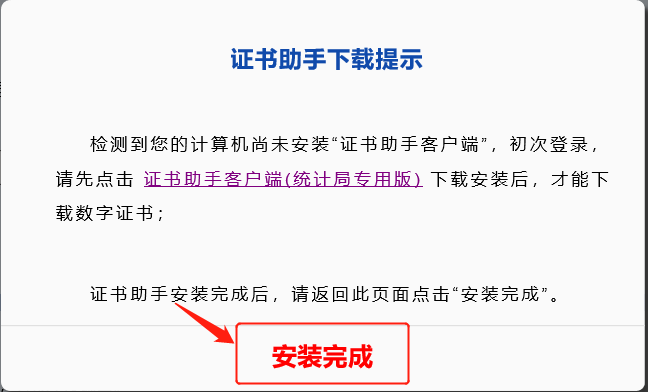 证书助手下载提示
检测到您的计算机尚未安装“证书助手客户端”，初次登录，
请先点击 证书助手客户端(统计局专用版) 下载安装后，才能下
载数字证书；
证书助手安装完成后，请返回此页面点击“安装完成”。
安装完成